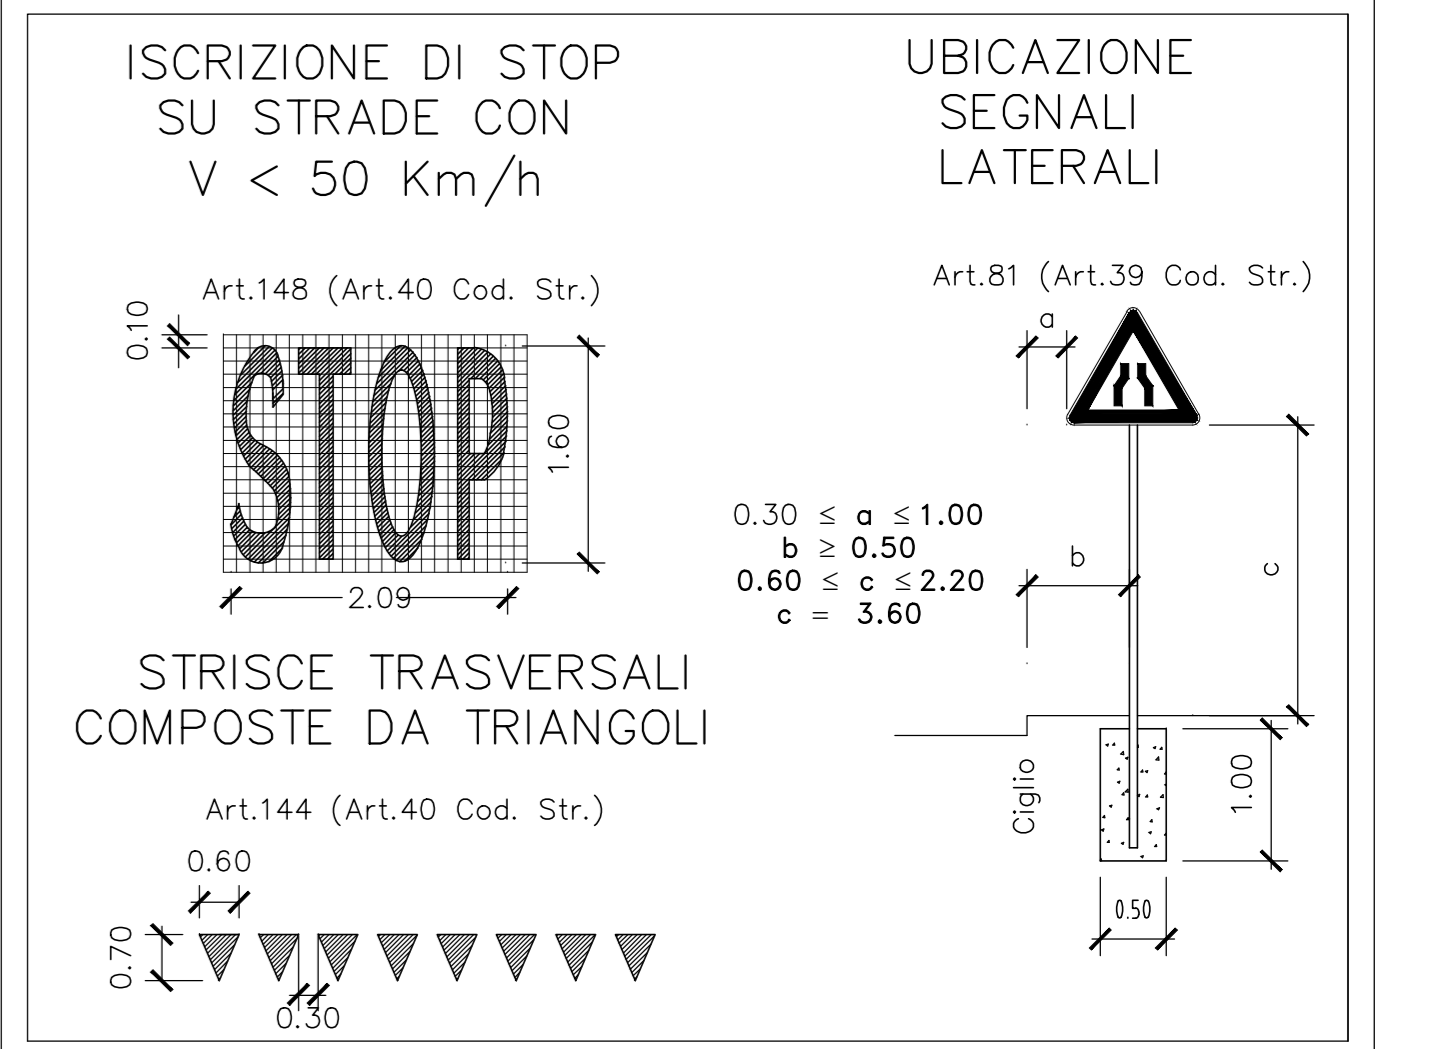 ISCRIZIONE DI STOP
SU STRADE CON
V < 50 Km/h
Art.148 (Art.40 Cod. Str.)
0.10
STOP
1.60
2.09
STRISCE TRASVERSALI
COMPOSTE DA TRIANGOLI
Art.144 (Art.40 Cod. Str.)
0.60
0.70
0.30
UBICAZIONE
SEGNALI
LATERALI
Art.81 (Art.39 Cod. Str.)
a
0.30 ≤ a ≤ 1.00
b ≥ 0.50
0.60 ≤ c ≤ 2.20
c = 3.60
b
c
Ciglio
1.00
0.50